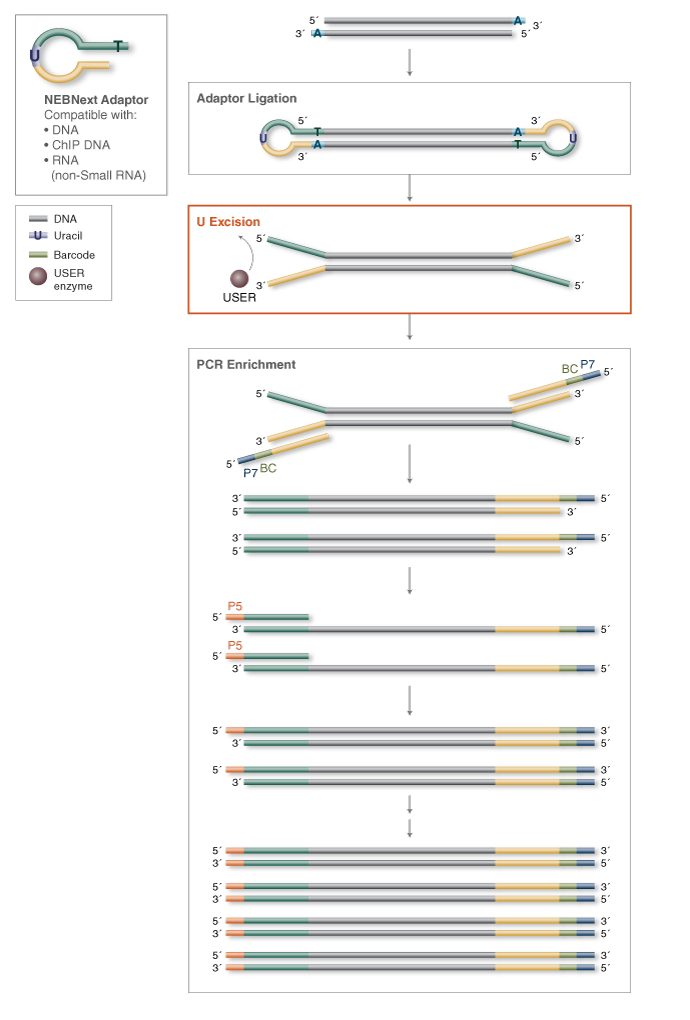 5´ A 3´
3´ A 5´
U
T
NEBNext Adaptor
Compatible with:
• DNA
• ChIP DNA
• RNA
(non-Small RNA)
DNA
U Uracil
Barcode
USER
enzyme
Adaptor Ligation
5´ 3´
T A
U U
A T
3´ 5´
U Excision
5´ 3´
3´ 5´
USER
PCR Enrichment
BC P7 5´
5´ 3´
3´ 5´
5´ P7 BC
3´ 5´
5´ 3´
3´ 5´
5´ 3´
P5
5´
3´ 5´
P5
5´
3´ 5´
5´ 3´
3´ 5´
5´ 3´
3´ 5´
5´ 3´
3´ 5´
5´ 3´
3´ 5´
5´ 3´
3´ 5´
5´ 3´
3´ 5´